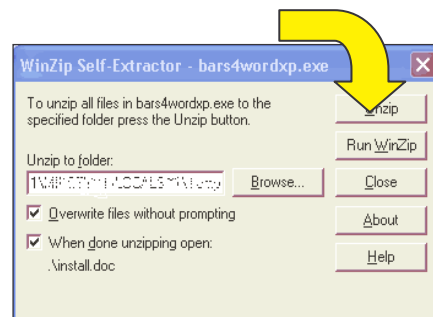 WinZip Self-Extractor - bars4wordxp.exe
To unzip all files in bars4wordxp.exe to the
specified folder press the Unzip button.
Unzip to folder:
Browse...
Overwrite files without prompting
When done unzipping open:
.\install.doc
Unzip
Run WinZip
Close
About
Help